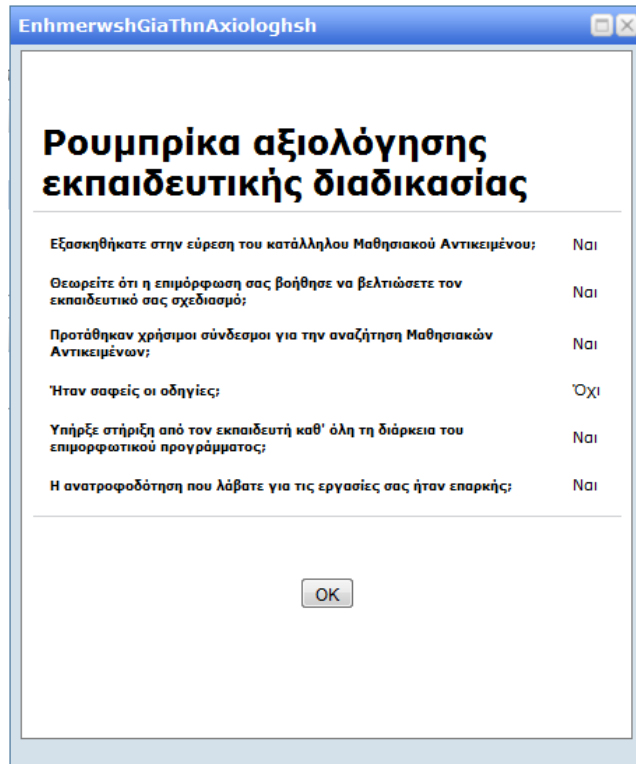 EnhmerwshGiaThnAxiologhsh
Ρουμπρίκα αξιολόγησης
εκπαιδευτικής διαδικασίας
Εξασκηθήκατε στην εύρεση του κατάλληλου Μαθησιακού Αντικειμένου; Ναι
Θεωρείτε ότι η επιμόρφωση σας βοήθησε να βελτιώσετε τον
εκπαιδευτικό σας σχεδιασμό; Ναι
Προτάθηκαν χρήσιμοι σύνδεσμοι για την αναζήτηση Μαθησιακών
Αντικειμένων; Ναι
Ήταν σαφείς οι οδηγίες; Όχι
Υπήρξε στήριξη από τον εκπαιδευτή καθ' όλη τη διάρκεια του
επιμορφωτικού προγράμματος; Ναι
Η ανατροφοδότηση που λάβατε για τις εργασίες σας ήταν επαρκής; Ναι
OK